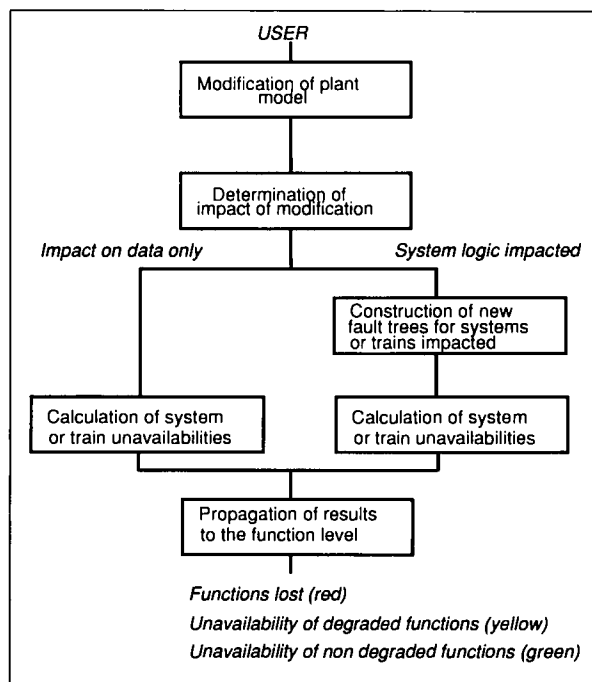 USER
Modification of plant
model
Determination of
impact of modification
Impact on data only
System logic impacted
Construction of new
fault trees for systems
or trains impacted
Calculation of system
or train unavailabilities
Calculation of system
or train unavailabilities
Propagation of results
to the function level
Functions lost (red)
Unavailability of degraded functions (yellow)
Unavailability of non degraded functions (green)